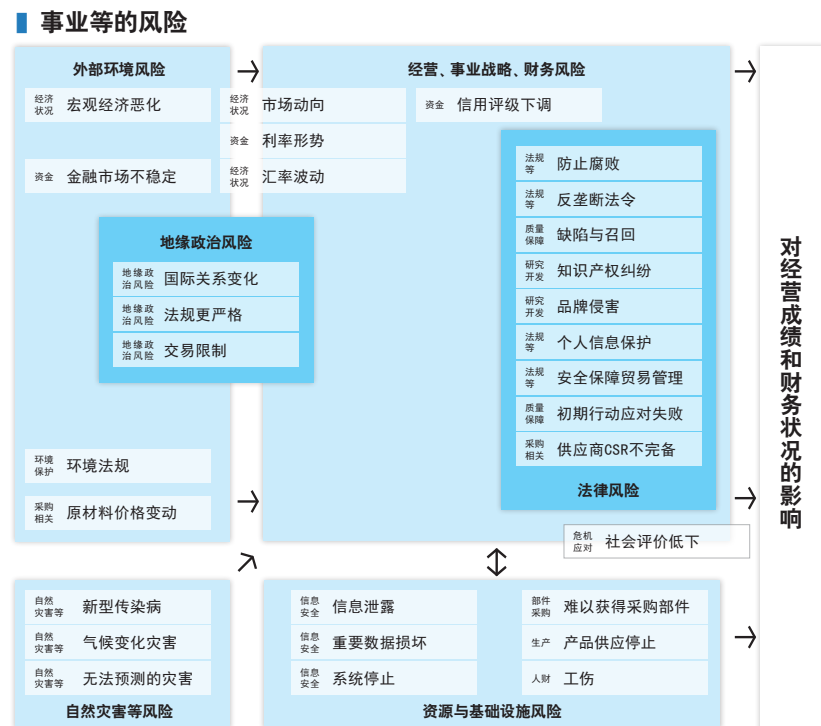 事业等的风险
外部环境风险
经济
状况
宏观经济恶化
资金
金融市场不稳定
经济
状况
市场动向
资金
利率形势
经济
状况
汇率波动
地缘政治风险
地缘政
治风险
国际关系变化
地缘政
治风险
法规更严格
地缘政
治风险
交易限制
环境
保护
环境法规
采购
相关
原材料价格变动
经营、事业战略、财务风险
资金
信用评级下调
法规
等
防止腐败
法规
等
反垄断法令
质量
保障
缺陷与召回
研究
开发
知识产权纠纷
研究
开发
品牌侵害
法规
等
个人信息保护
法规
等
安全保障贸易管理
质量
保障
初期行动应对失败
采购
相关
供应商CSR不完备
法律风险
危机
应对
社会评价低下
自然
灾害等
新型传染病
自然
灾害等
气候变化灾害
自然
灾害等
无法预测的灾害
自然灾害等风险
信息
安全
信息泄露
信息
安全
重要数据损坏
信息
安全
系统停止
部件
采购
难以获得采购部件
生产
产品供应停止
人财
工伤
资源与基础设施风险
对经营成绩和财务状况的影响